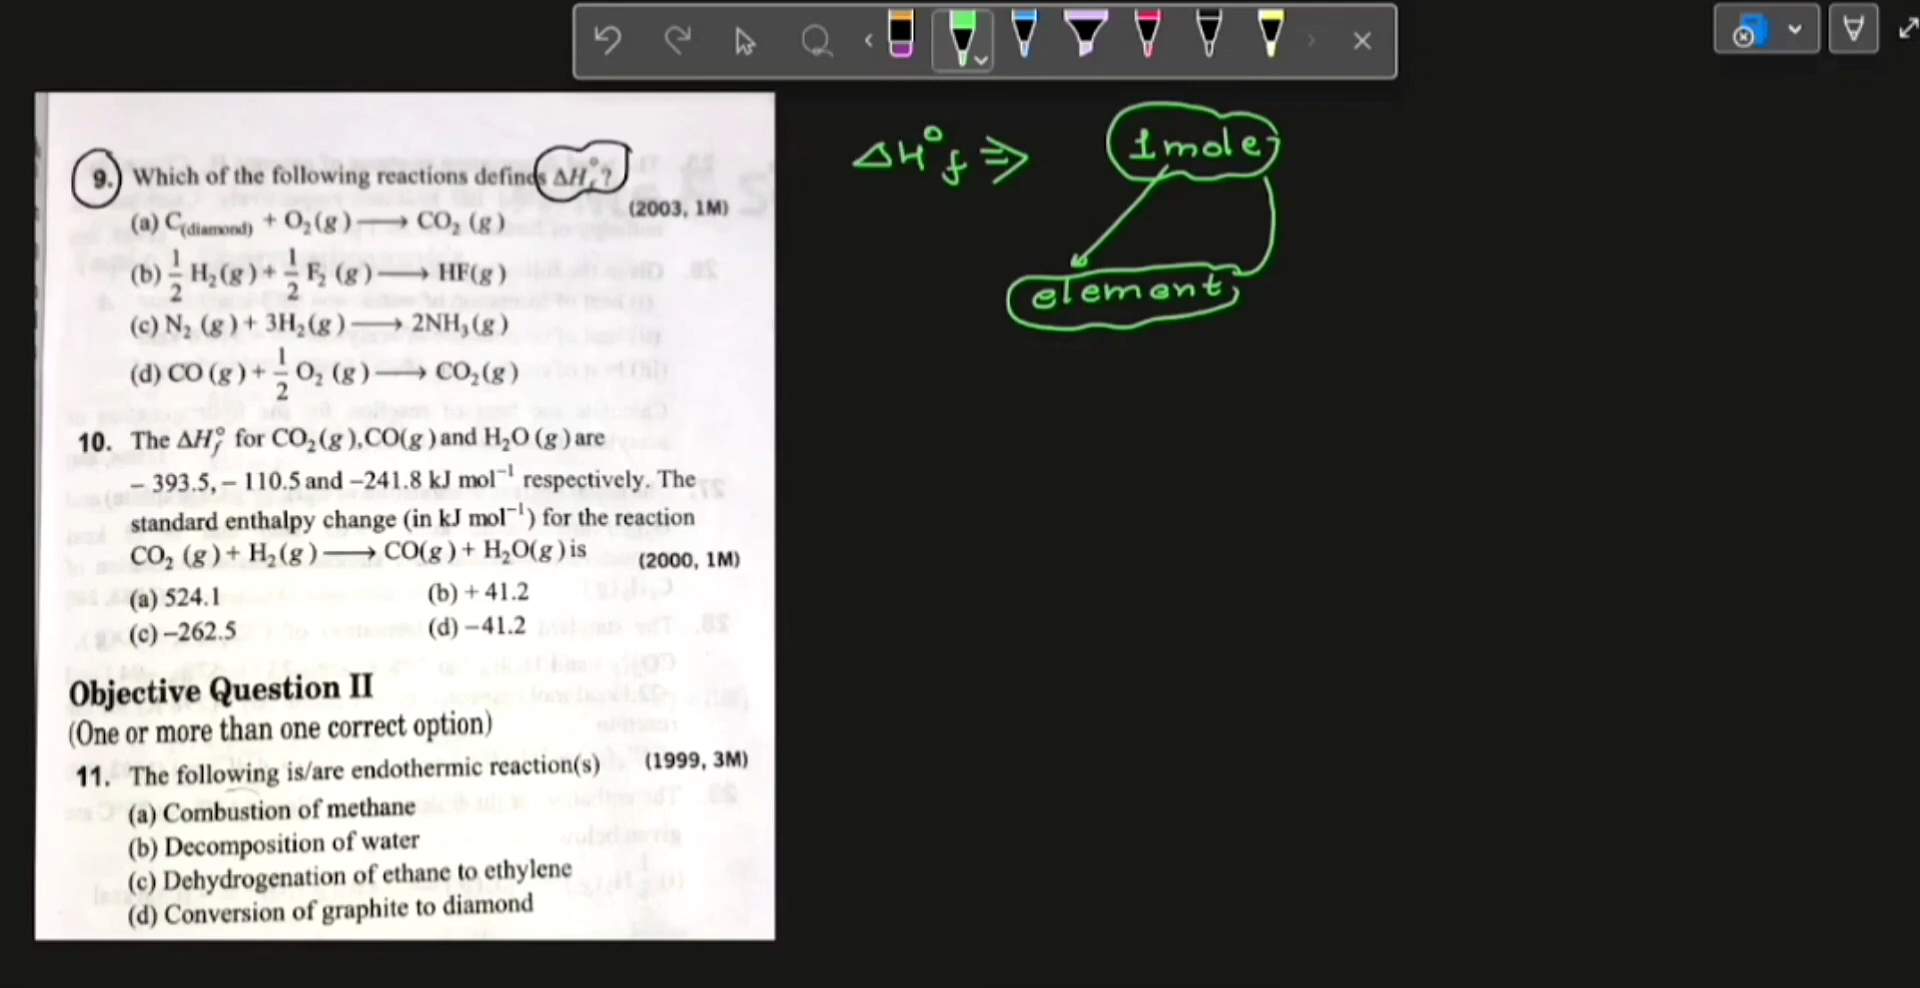 9. Which of the following reactions defines ΔH°f?
(2003, 1M)
(a) C(diamond) + O₂(g) ⟶ CO₂ (g)
(b) 1/2 H₂(g) + 1/2 F₂ (g) ⟶ HF(g)
(c) N₂ (g) + 3H₂(g) ⟶ 2NH₃(g)
(d) CO (g) + 1/2 O₂ (g) ⟶ CO₂(g)
10. The ΔH°f for CO₂(g), CO(g) and H₂O (g) are
– 393.5, – 110.5 and –241.8 kJ mol⁻¹ respectively. The
standard enthalpy change (in kJ mol⁻¹) for the reaction
CO₂ (g) + H₂(g) ⟶ CO(g) + H₂O(g) is (2000, 1M)
(a) 524.1 (b) + 41.2
(c) –262.5 (d) –41.2
Objective Question II
(One or more than one correct option)
11. The following is/are endothermic reaction(s) (1999, 3M)
(a) Combustion of methane
(b) Decomposition of water
(c) Dehydrogenation of ethane to ethylene
(d) Conversion of graphite to diamond
ΔH°f ⇒ 1 mole
element